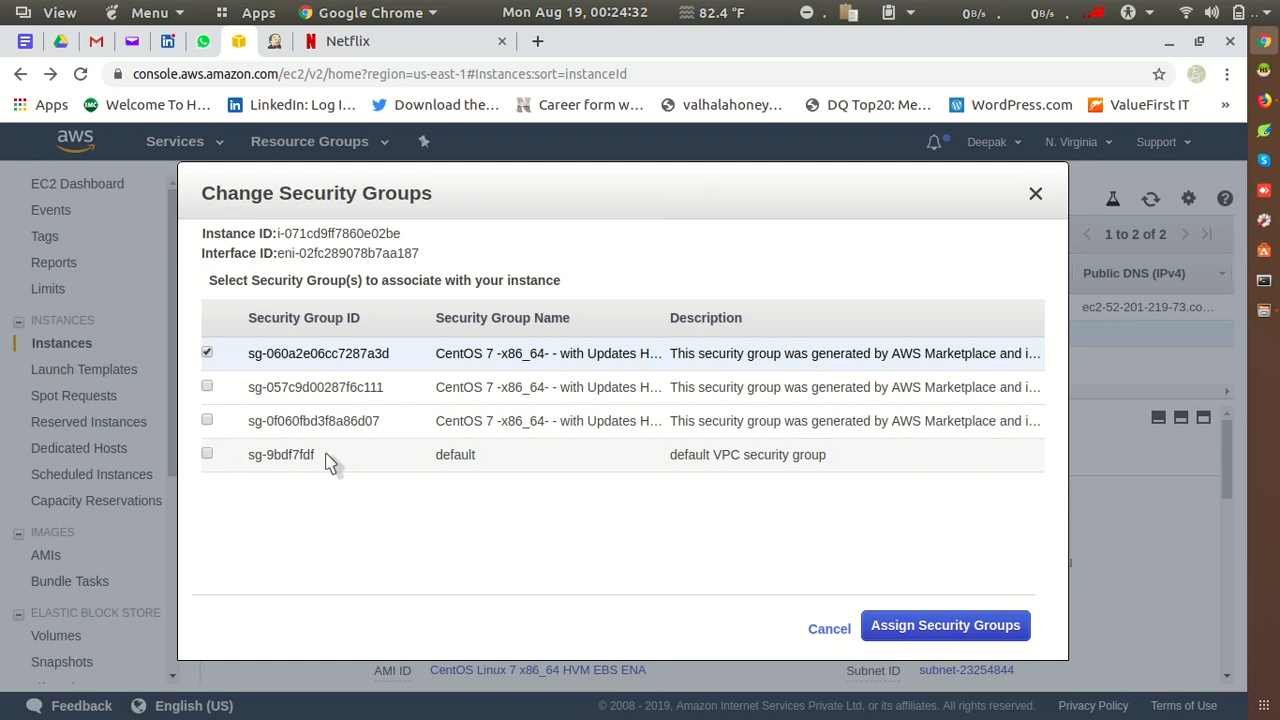 Dec 10 Menu Apps Google Chrome Mon Aug 19, 00:24:32 82.4 °F 0B/s 0B/s
Netflix
console.aws.amazon.com/ec2/v2/home?region=us-east-1#Instances:sort=instanceId
Apps Welcome To H… LinkedIn: Log I… Download the… Career form w… valhalahoney… DQ Top20: Me… WordPress.com ValueFirst IT »
aws Services Resource Groups Deepak N. Virginia Support
EC2 Dashboard
Events
Tags
Reports
Limits
INSTANCES
Instances
Launch Templates
Spot Requests
Reserved Instances
Dedicated Hosts
Scheduled Instances
Capacity Reservations
IMAGES
AMIs
Bundle Tasks
ELASTIC BLOCK STORE
Volumes
Snapshots
Change Security Groups
Instance ID:i-071cd9ff7860e02be
Interface ID:eni-02fc289078b7aa187
Select Security Group(s) to associate with your instance
Security Group ID Security Group Name Description
sg-060a2e06cc7287a3d CentOS 7 -x86_64- - with Updates H… This security group was generated by AWS Marketplace and i…
sg-057c9d00287f6c111 CentOS 7 -x86_64- - with Updates H… This security group was generated by AWS Marketplace and i…
sg-0f060fbd3f8a86d07 CentOS 7 -x86_64- - with Updates H… This security group was generated by AWS Marketplace and i…
sg-9bdf7fdf default default VPC security group
Cancel Assign Security Groups
1 to 2 of 2
Public DNS (IPv4)
ec2-52-201-219-73.co…
AMI ID CentOS Linux 7 x86_64 HVM EBS ENA Subnet ID subnet-23254844
Feedback English (US) © 2008 - 2019, Amazon Internet Services Private Ltd. or its affiliates. All rights reserved. Privacy Policy Terms of Use